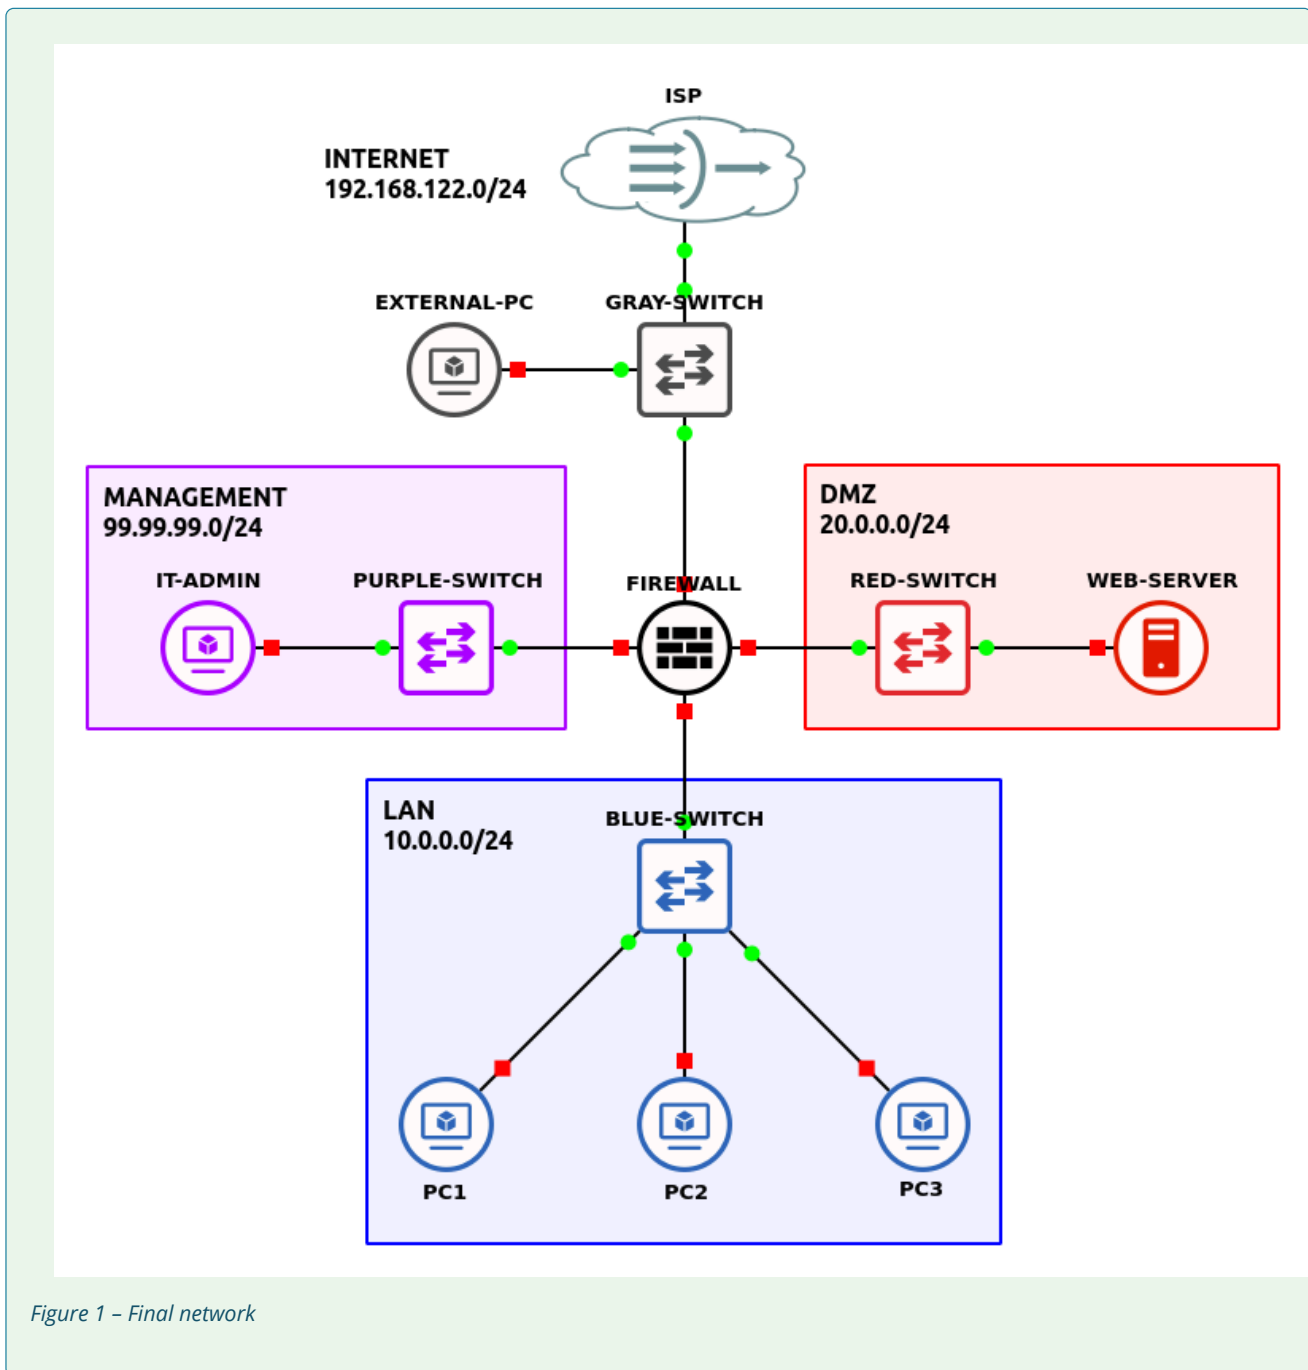 ISP
INTERNET
192.168.122.0/24
EXTERNAL-PC
GRAY-SWITCH
MANAGEMENT
99.99.99.0/24
DMZ
20.0.0.0/24
IT-ADMIN
PURPLE-SWITCH
FIREWALL
RED-SWITCH
WEB-SERVER
LAN
10.0.0.0/24
BLUE-SWITCH
PC1
PC2
PC3
Figure 1 – Final network